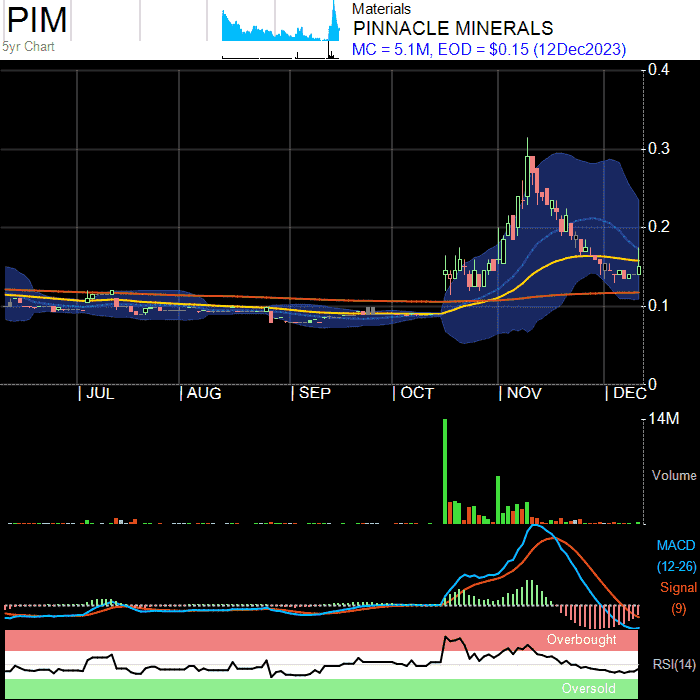 PIM
5yr Chart
Materials
PINNACLE MINERALS
MC = 5.1M, EOD = $0.15 (12Dec2023)
0.4
0.3
0.2
0.1
0
JUL
AUG
SEP
OCT
NOV
DEC
14M
Volume
MACD
(12-26)
Signal
(9)
Overbought
RSI(14)
Oversold